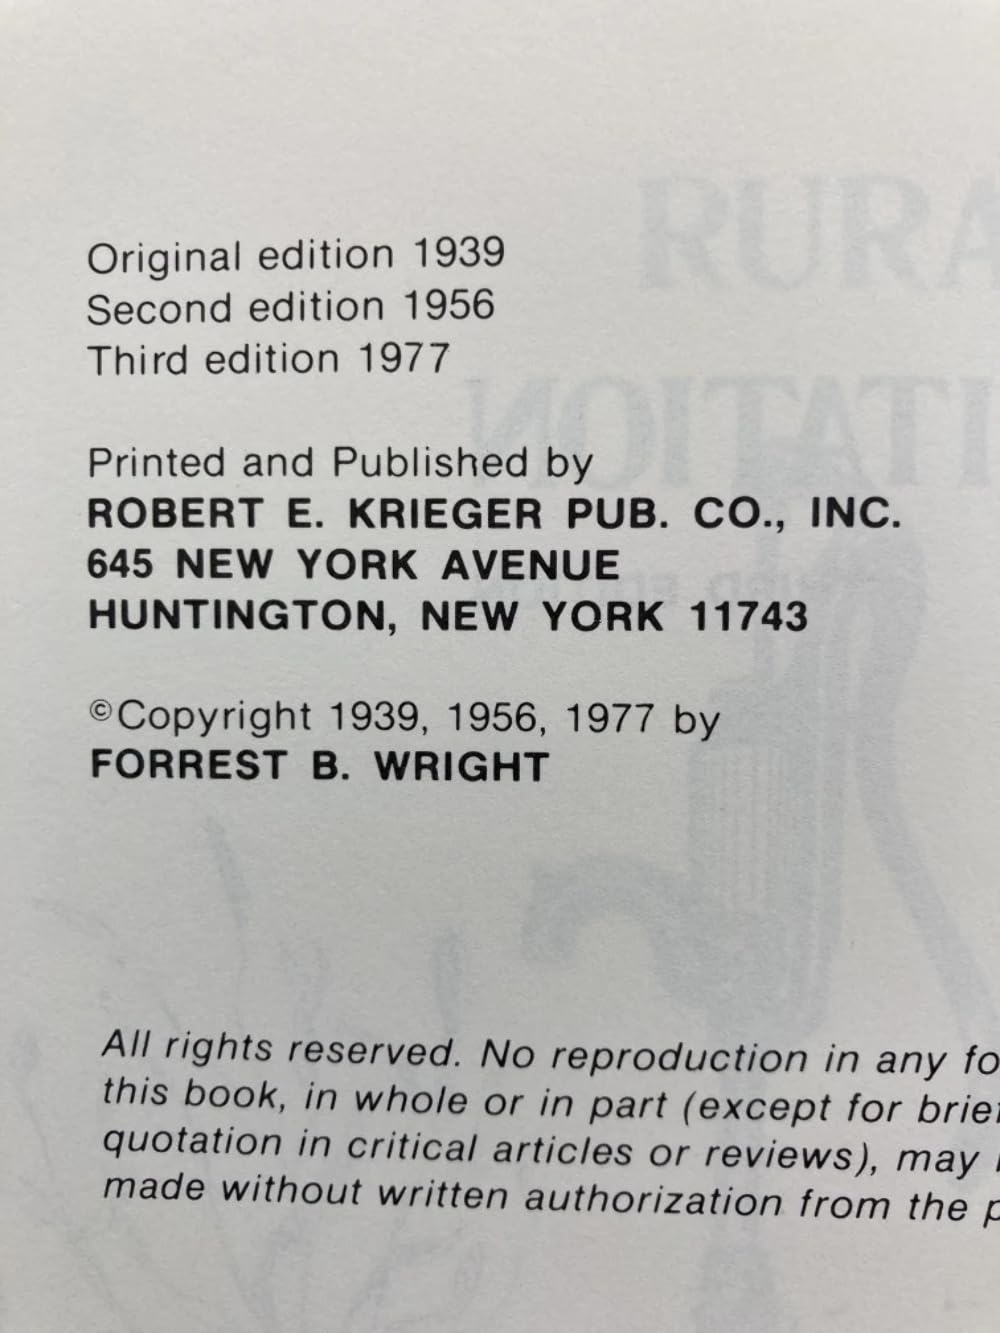 Original edition 1939
Second edition 1956
Third edition 1977
Printed and Published by
ROBERT E. KRIEGER PUB. CO., INC.
645 NEW YORK AVENUE
HUNTINGTON, NEW YORK 11743
©Copyright 1939, 1956, 1977 by
FORREST B. WRIGHT
All rights reserved. No reproduction in any fo
this book, in whole or in part (except for brief
quotation in critical articles or reviews), may
made without written authorization from the p